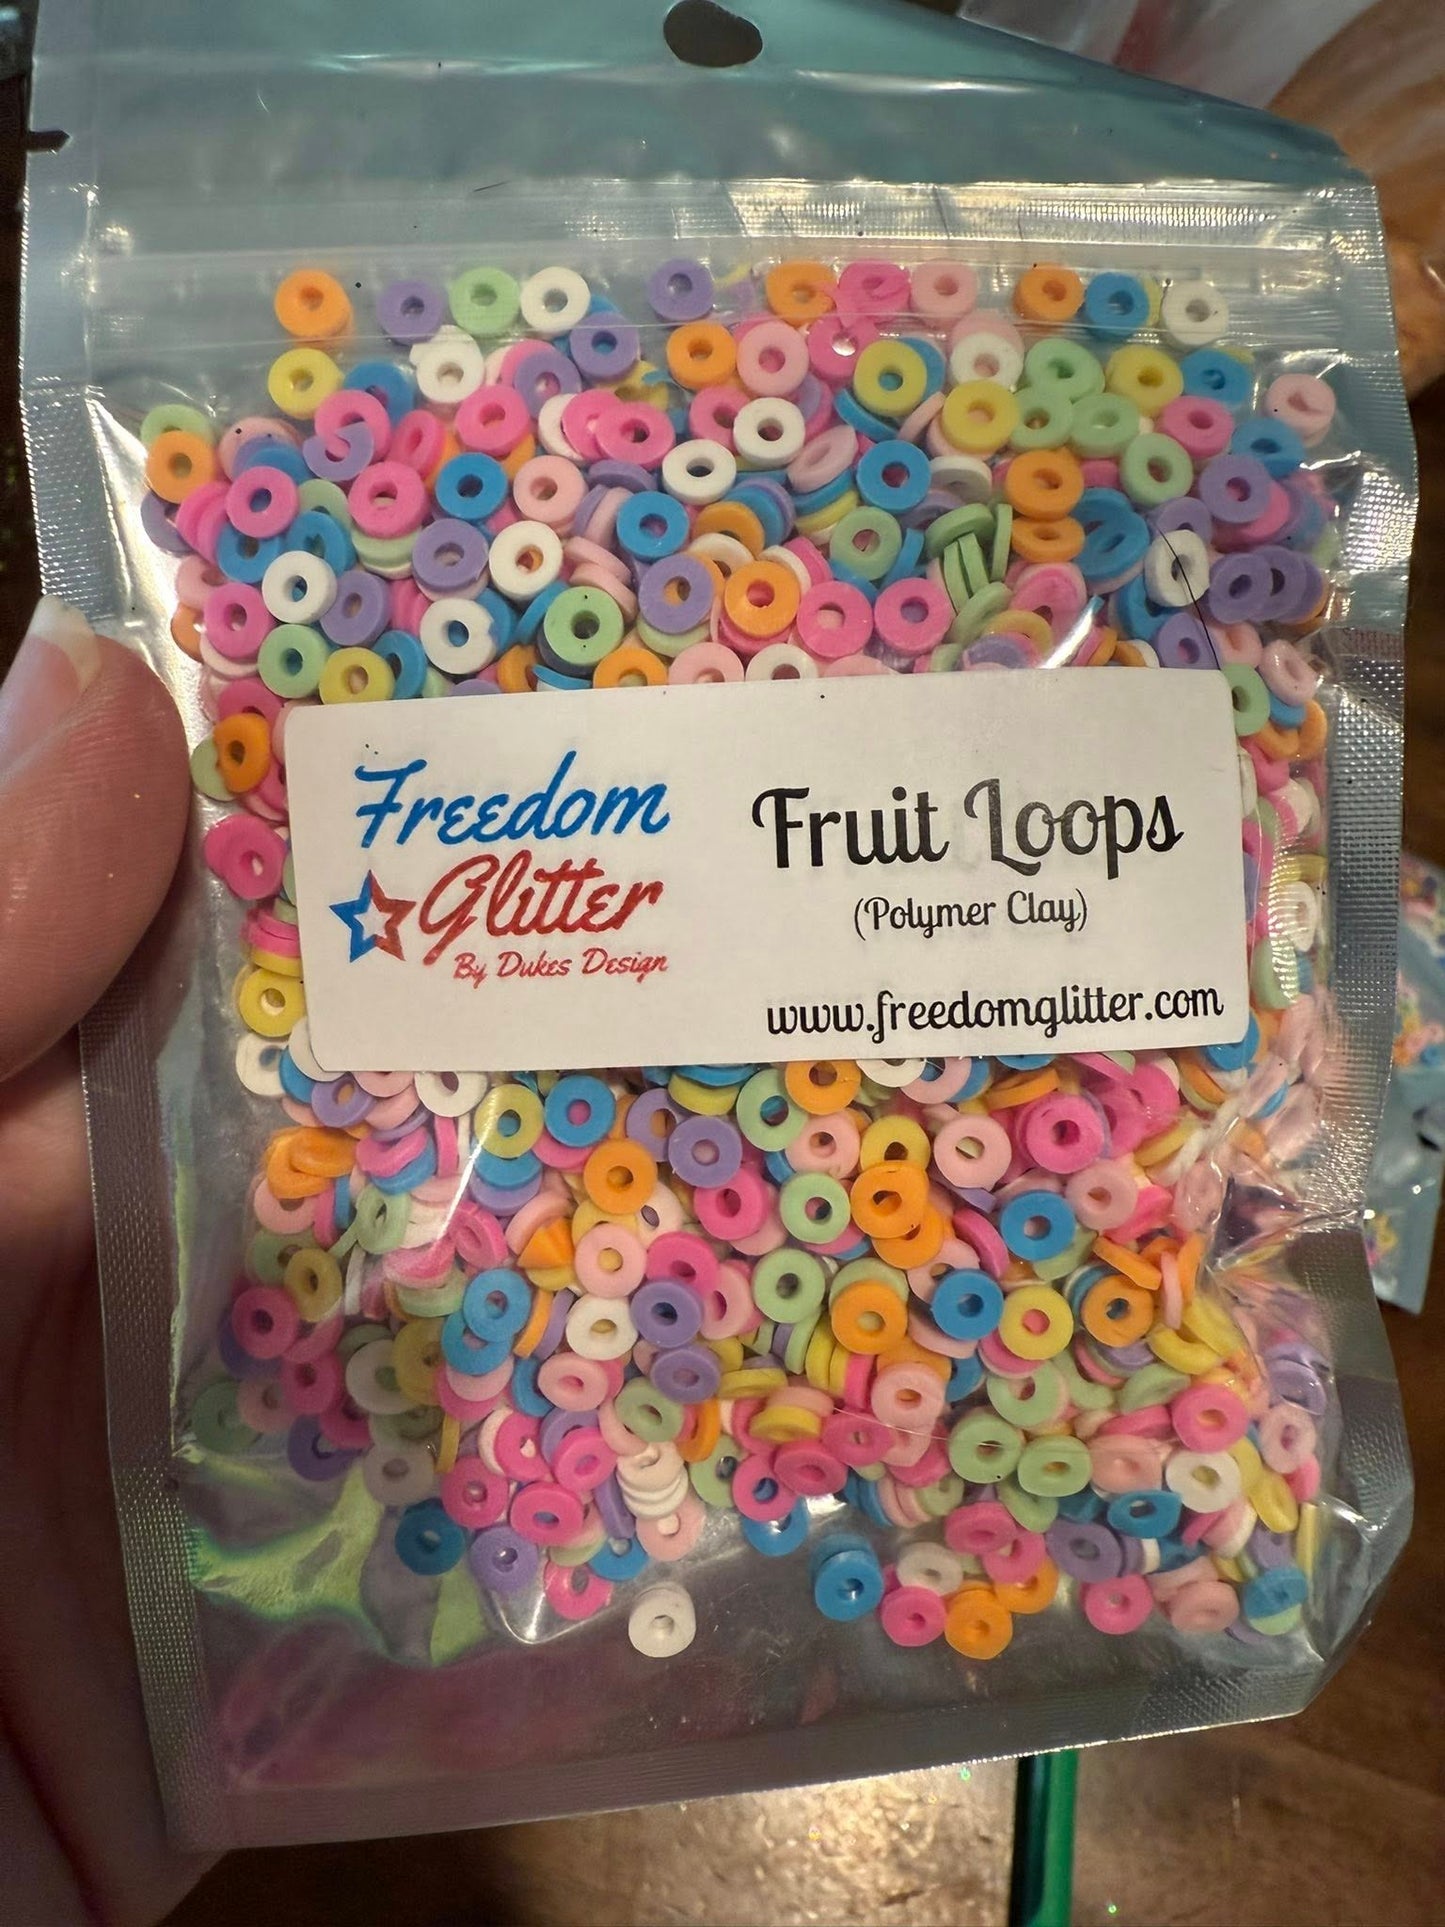 Freedom
Glitter
By Dukes Design
Fruit Loops
(Polymer Clay)
www.freedomglitter.com